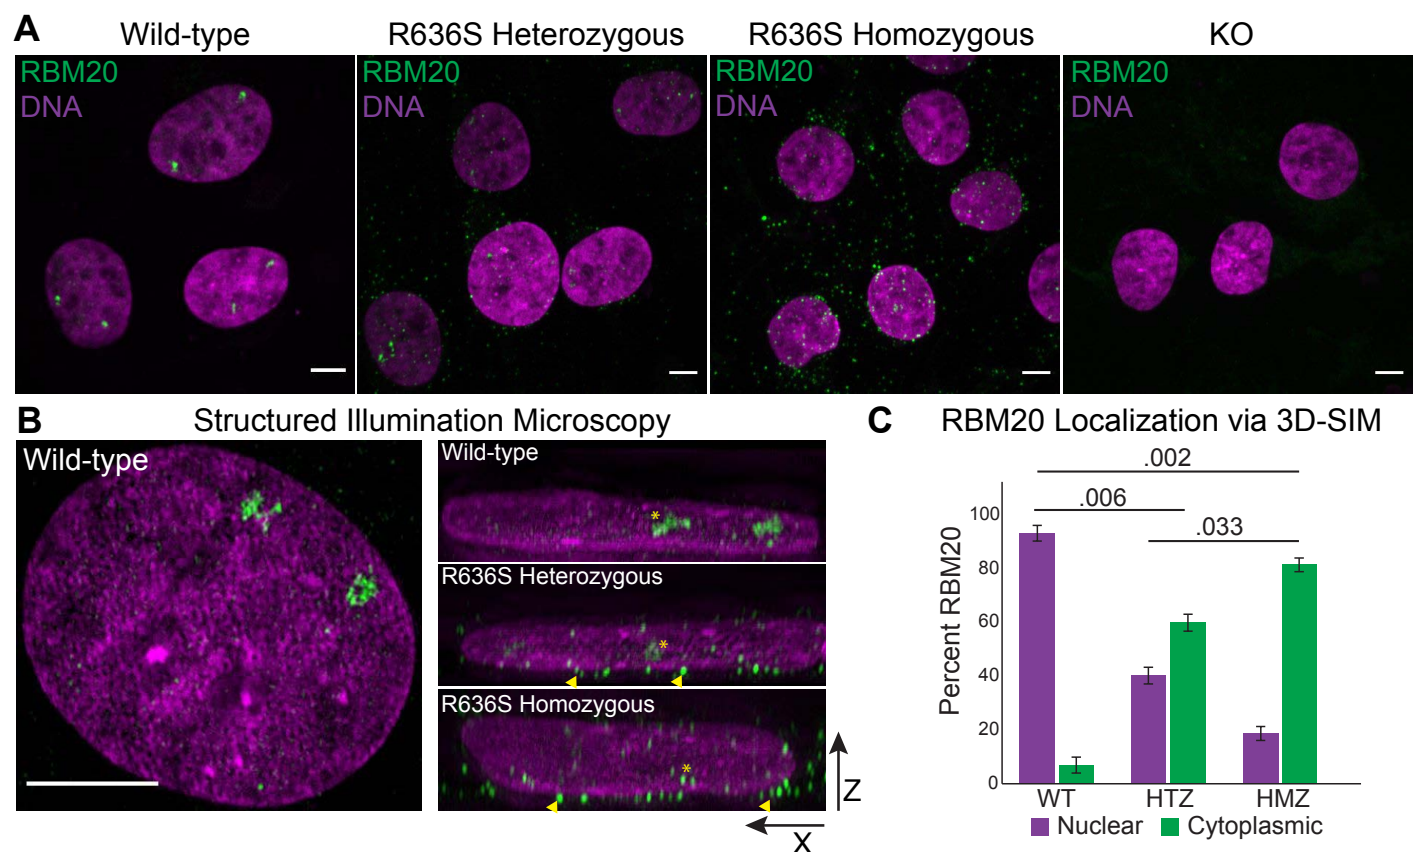 A
Wild-type
R636S Heterozygous
R636S Homozygous
KO
RBM20
DNA
RBM20
DNA
RBM20
DNA
RBM20
DNA
B
Structured Illumination Microscopy
Wild-type
Wild-type
*
R636S Heterozygous
*
R636S Homozygous
*
Z
X
C
RBM20 Localization via 3D-SIM
.002
.006
.033
Percent RBM20
100
80
60
40
20
0
WT
HTZ
HMZ
Nuclear
Cytoplasmic